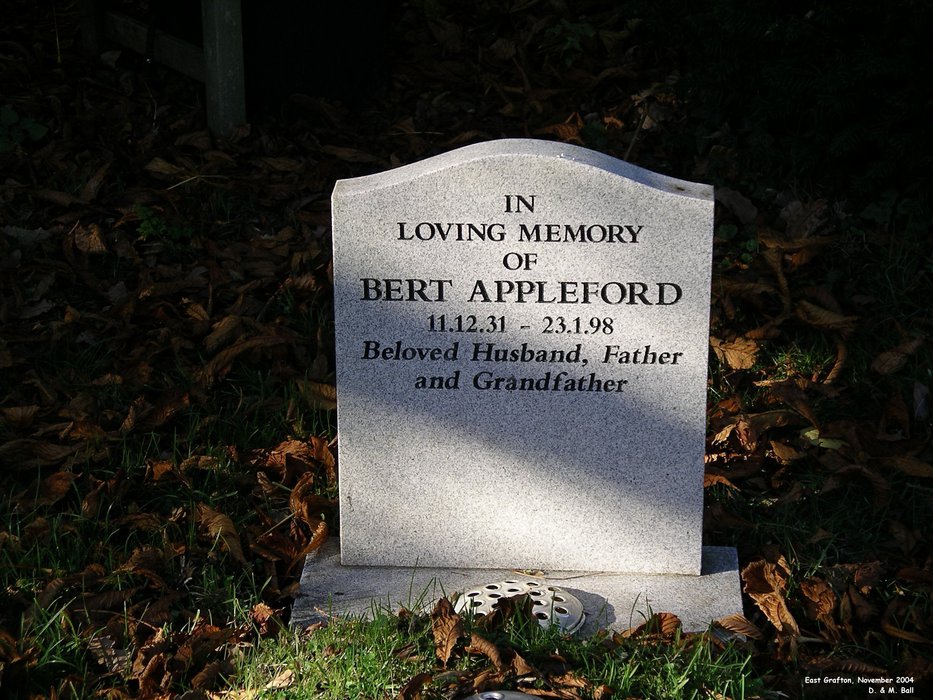 IN
LOVING MEMORY
OF
BERT APPLEFORD
11.12.31 - 23.1.98
Beloved Husband, Father
and Grandfather
East Grafton, November 2004
D. & M. Ball